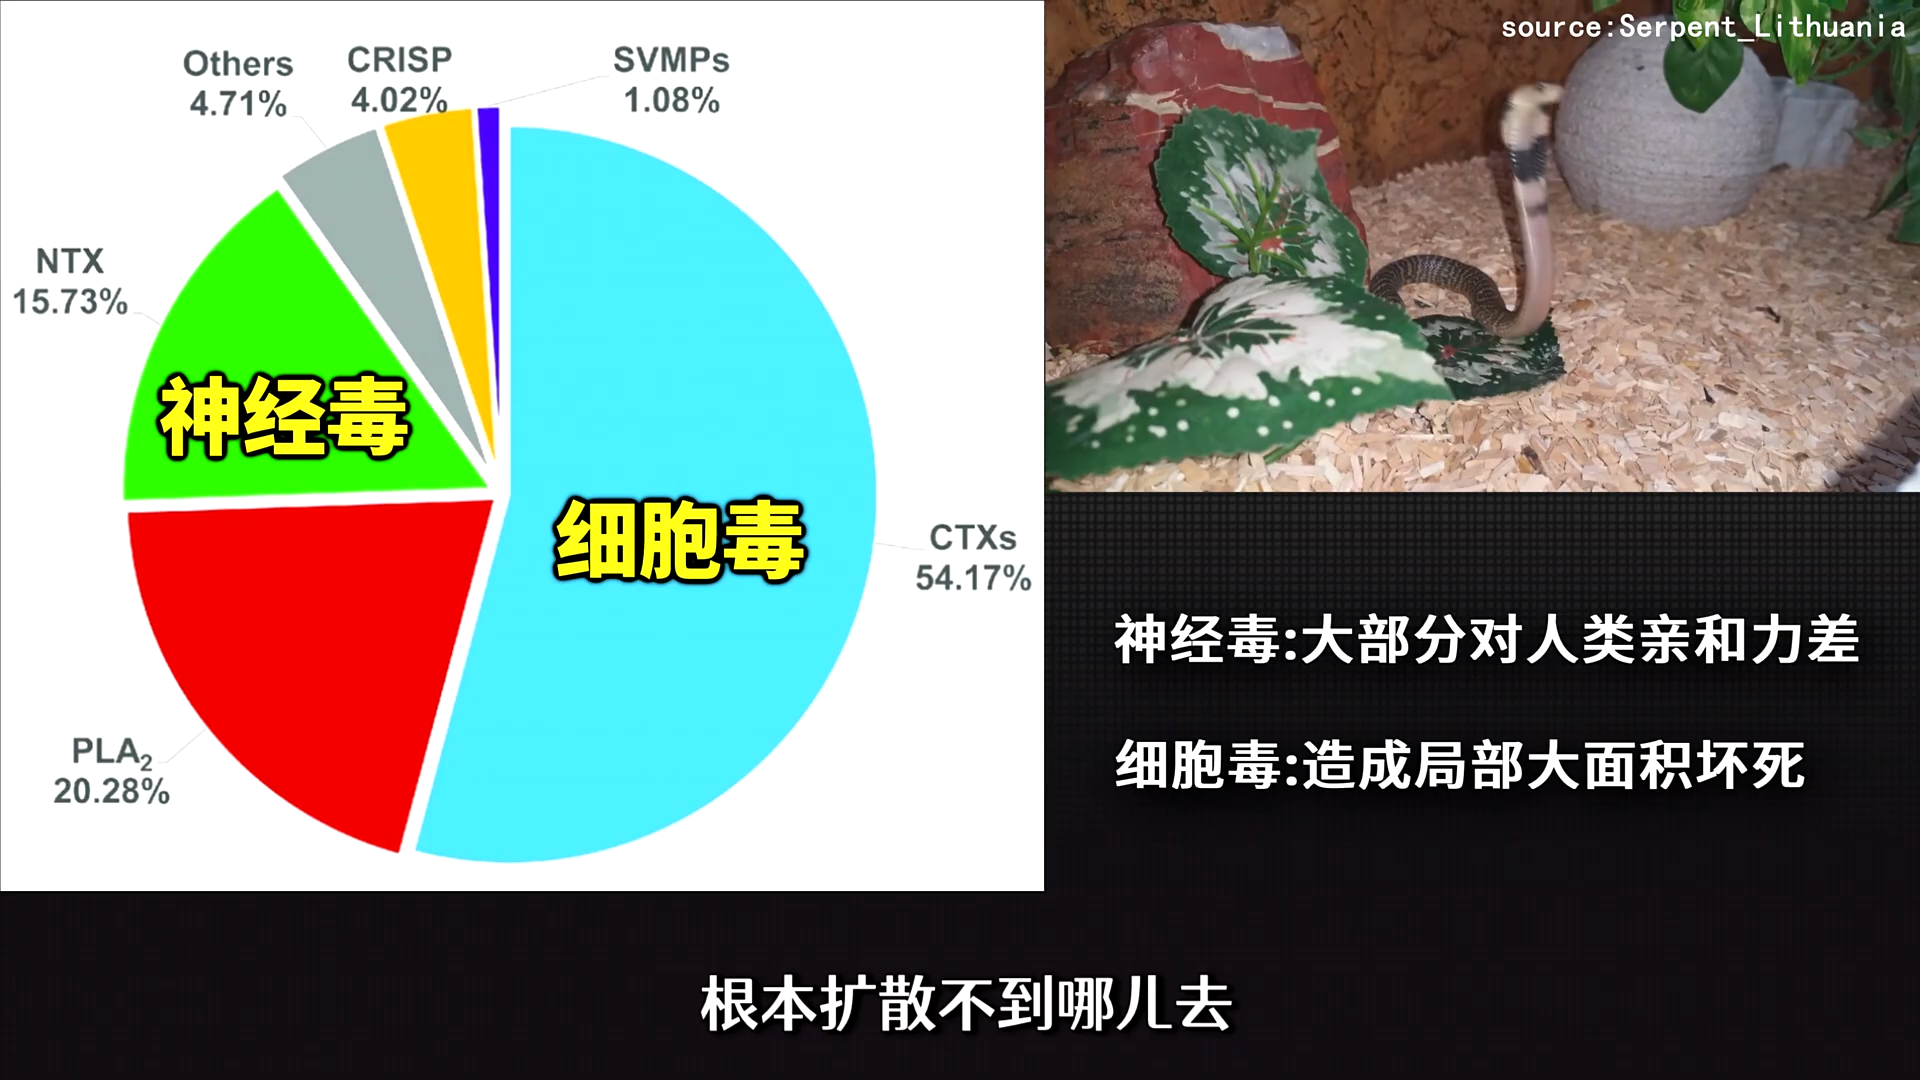 source:Serpent_Lithuania
Others
4.71%
CRISP
4.02%
SVMPs
1.08%
NTX
15.73%
神经毒
细胞毒
CTXs
54.17%
PLA₂
20.28%
神经毒:大部分对人类亲和力差
细胞毒:造成局部大面积坏死
根本扩散不到哪儿去